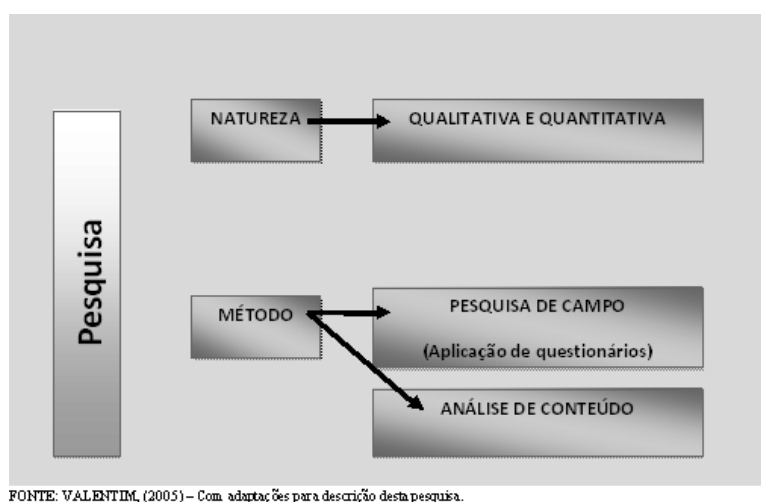 Pesquisa
NATUREZA
QUALITATIVA E QUANTITATIVA
MÉTODO
PESQUISA DE CAMPO
(Aplicação de questionários)
ANÁLISE DE CONTEÚDO
FONTE: VALENTIM, (2005) – Com adaptações para descrição desta pesquisa.